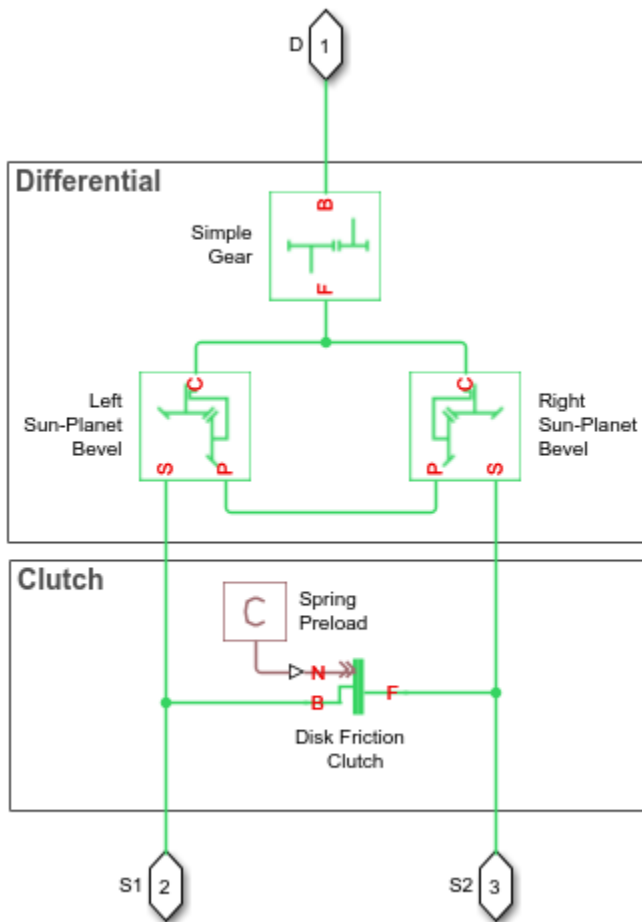 D
1
Differential
B
Simple
Gear
F
C
C
Left
Sun-Planet
Bevel
Right
Sun-Planet
Bevel
S
P
P
S
Clutch
C
Spring
Preload
N
B
F
Disk Friction
Clutch
S1
2
S2
3